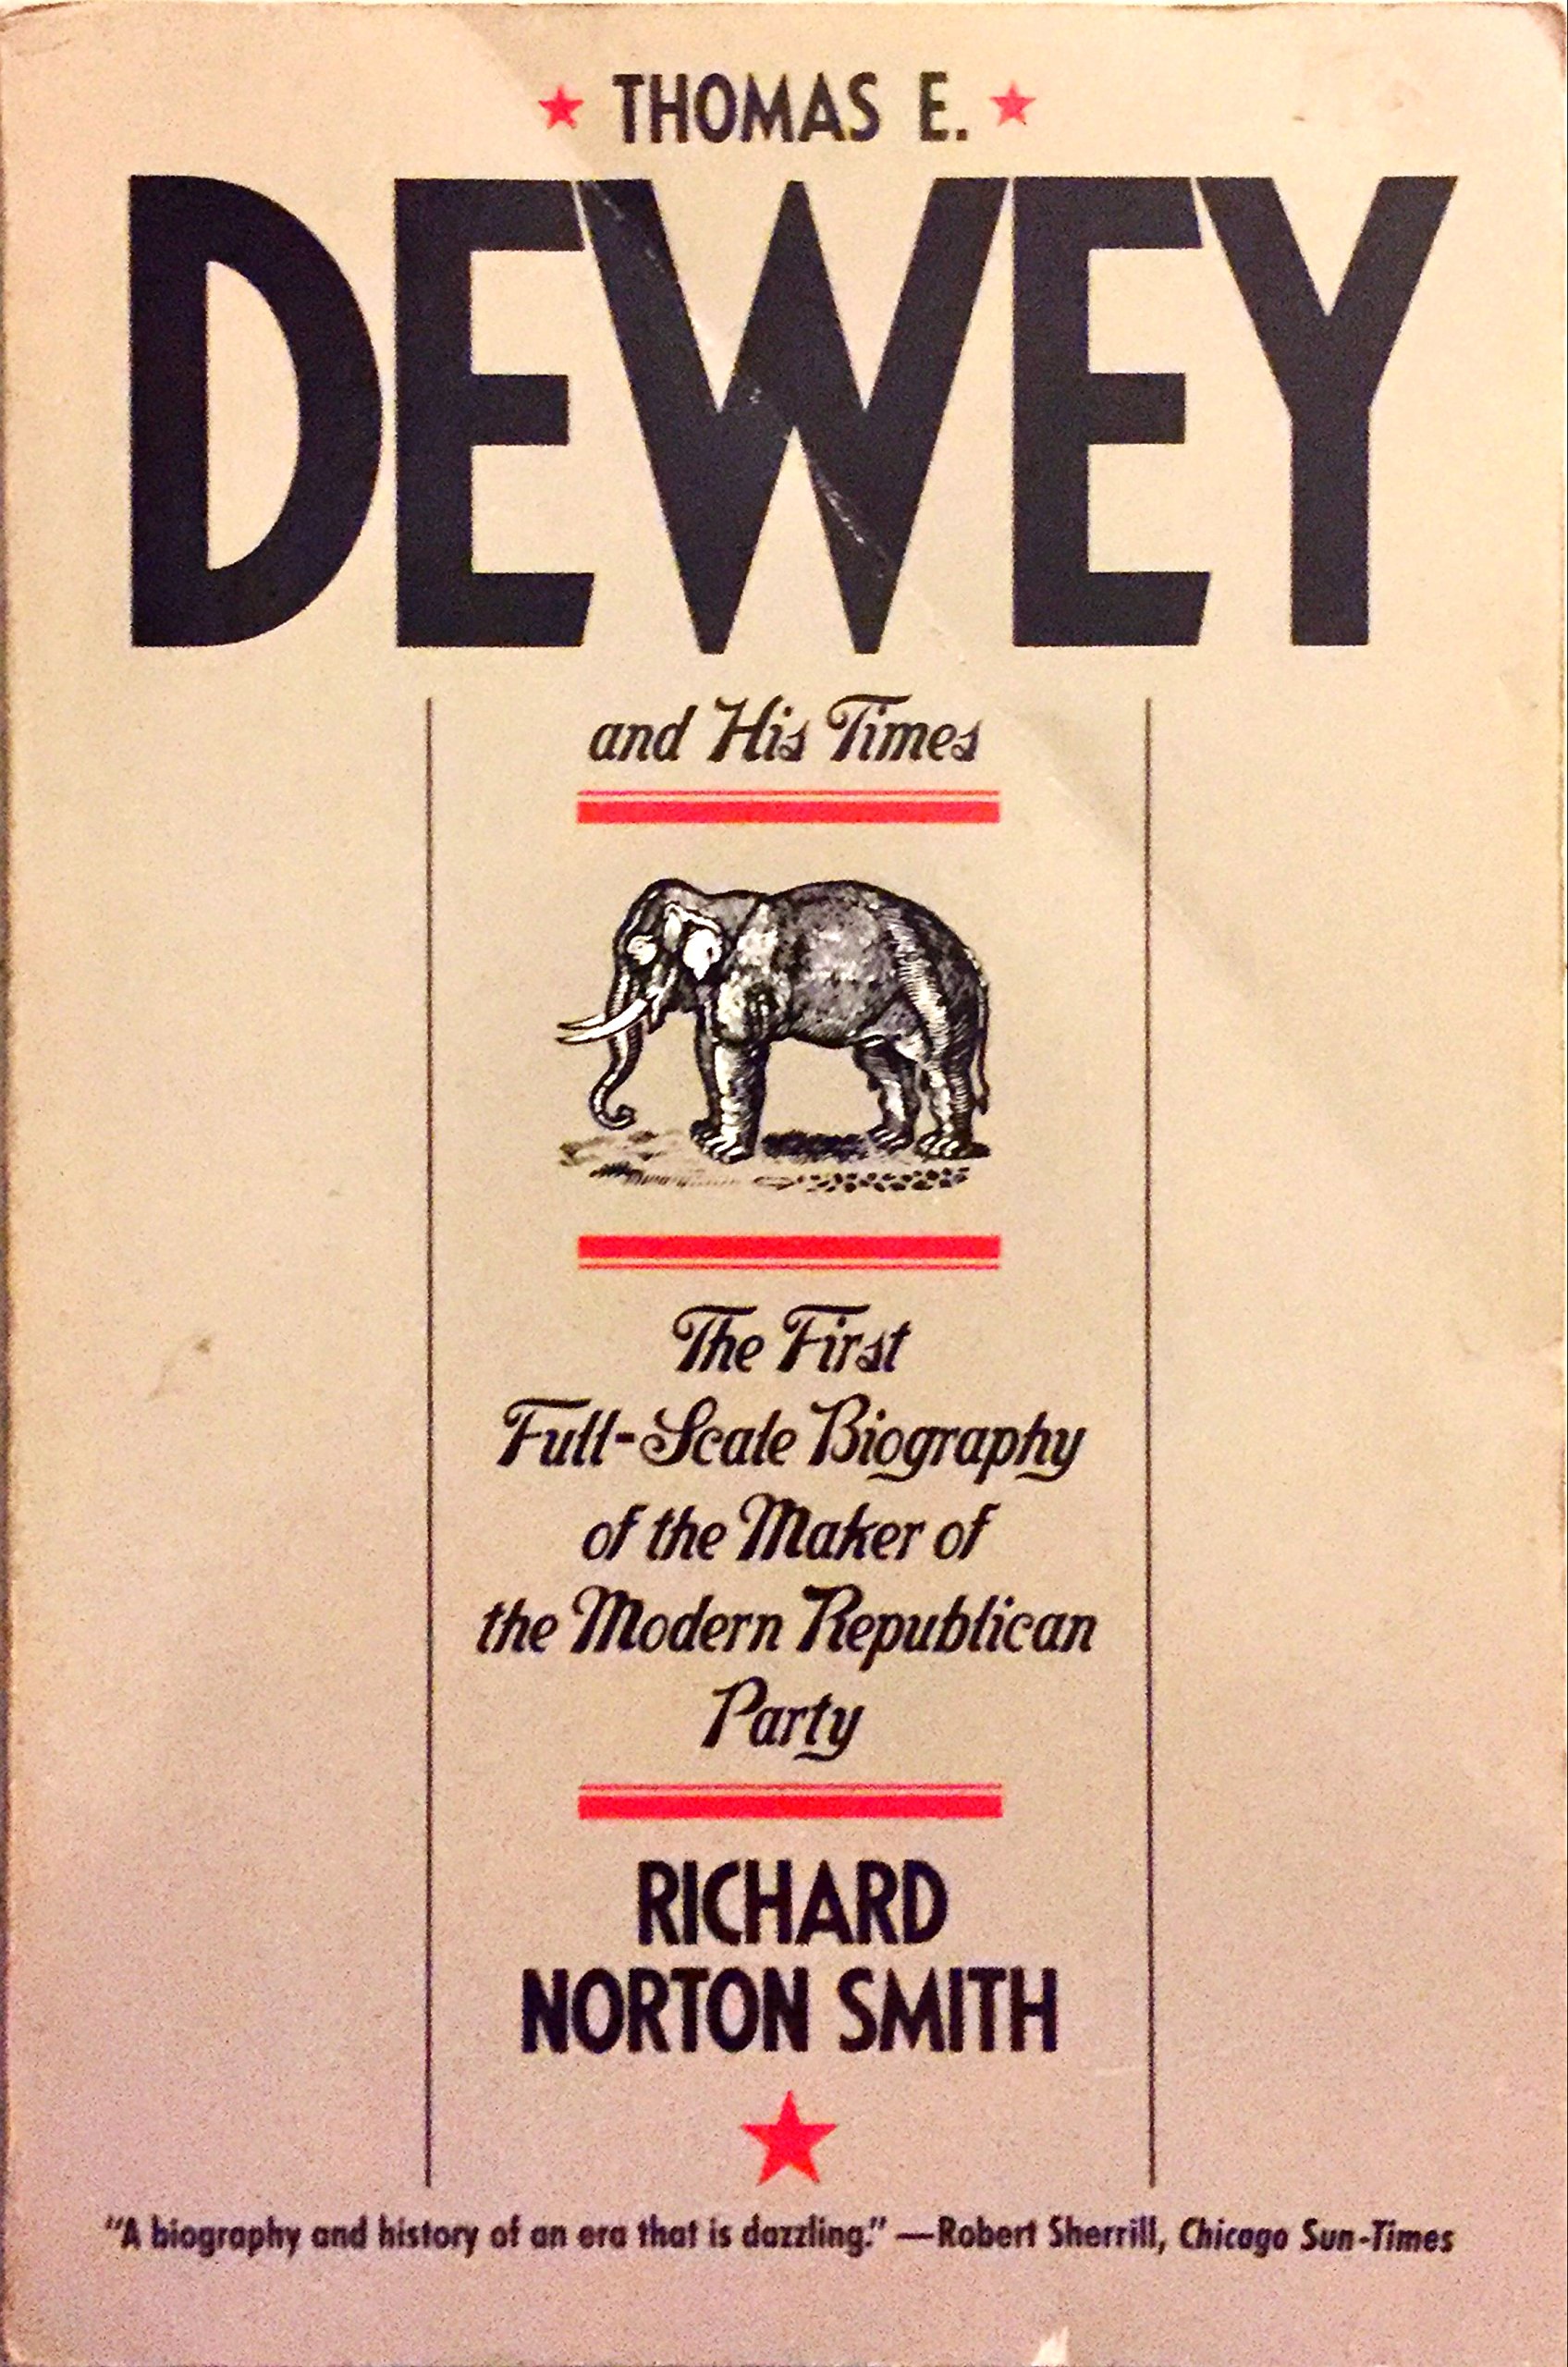 THOMAS E.
DEWEY
and His Times
The First
Full-Scale Biography
of the Maker of
the Modern Republican
Party
RICHARD
NORTON SMITH
“A biography and history of an era that is dazzling.” —Robert Sherrill, Chicago Sun-Times